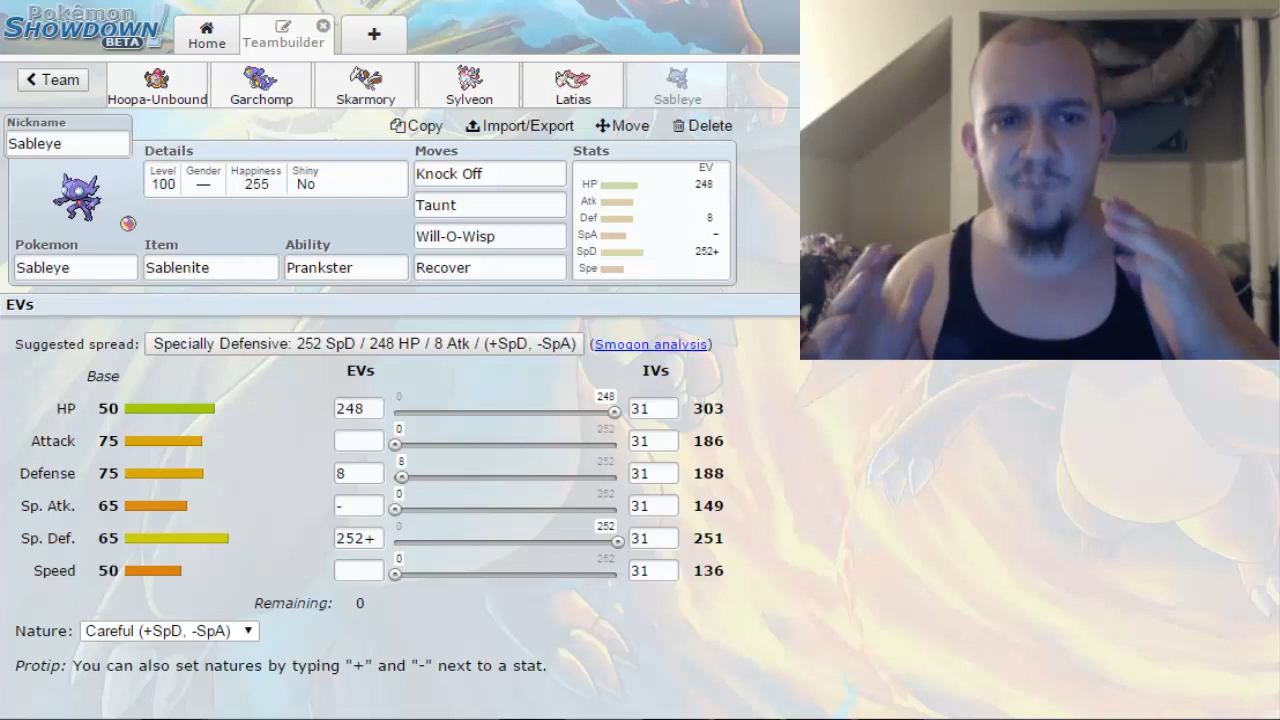 Pokémon
SHOWDOWN!
BETA
Home
Teambuilder
+
< Team
Hoopa-Unbound
Garchomp
Skarmory
Sylveon
Latias
Sableye
Nickname
Sableye
Copy Import/Export Move Delete
Details
Level Gender Happiness Shiny
100 — 255 No
Pokemon Item Ability
Sableye Sablenite Prankster
Moves
Knock Off
Taunt
Will-O-Wisp
Recover
Stats
EV
HP 248
Atk
Def 8
SpA -
SpD 252+
Spe
EVs
Suggested spread: Specially Defensive: 252 SpD / 248 HP / 8 Atk / (+SpD, -SpA) (Smogon analysis)
Base EVs IVs
HP 50 248 0 248 31 303
Attack 75 0 252 31 186
Defense 75 8 8 252 31 188
Sp. Atk. 65 - 0 252 31 149
Sp. Def. 65 252+ 0 252 31 251
Speed 50 0 252 31 136
Remaining: 0
Nature: Careful (+SpD, -SpA) ▼
Protip: You can also set natures by typing "+" and "-" next to a stat.